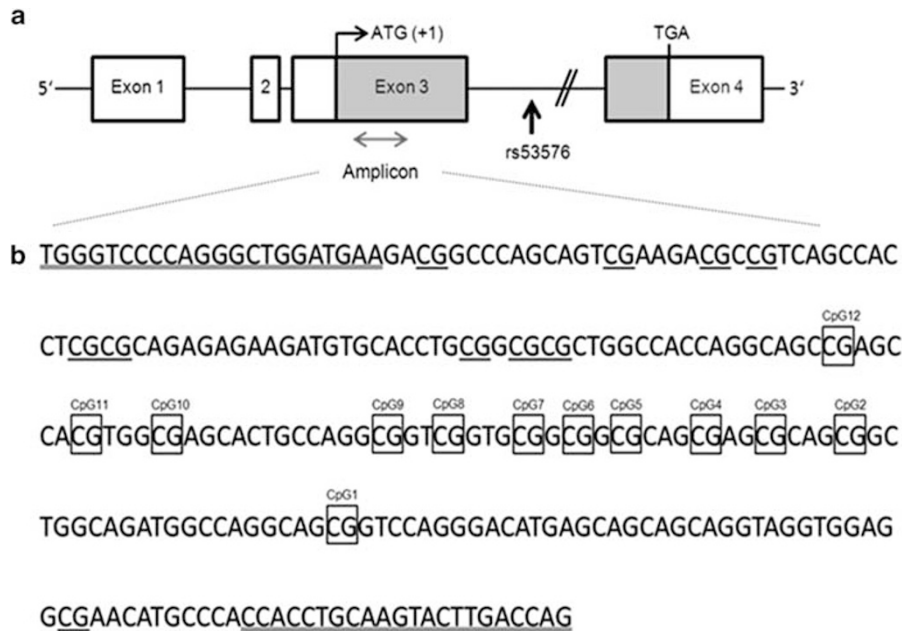 a
ATG (+1)
TGA
5’
Exon 1
2
Exon 3
Exon 4
3’
rs53576
Amplicon
b
TGGGTCCCCAGGGCTGGATGAAGACGGCCCAGCAGTCGAAGACGCCGTCAGCCAC
CpG12
CTCGCGCAGAGAGAAGATGTGCACCTGCGGCGCGCTGGCCACCAGGCAGCCGAGC
CpG11 CpG10 CpG9 CpG8 CpG7 CpG6 CpG5 CpG4 CpG3 CpG2
CACGTGGCGAGCACTGCCAGGCGGTCGGTGCGGCGGCGCAGCGAGCGCAGCGGC
CpG1
TGGCAGATGGCCAGGCAGCGGTCCAGGGACATGAGCAGCAGCAGGTAGGTGGAG
GCGAACATGCCCACCACCTGCAAGTACTTGACCAG